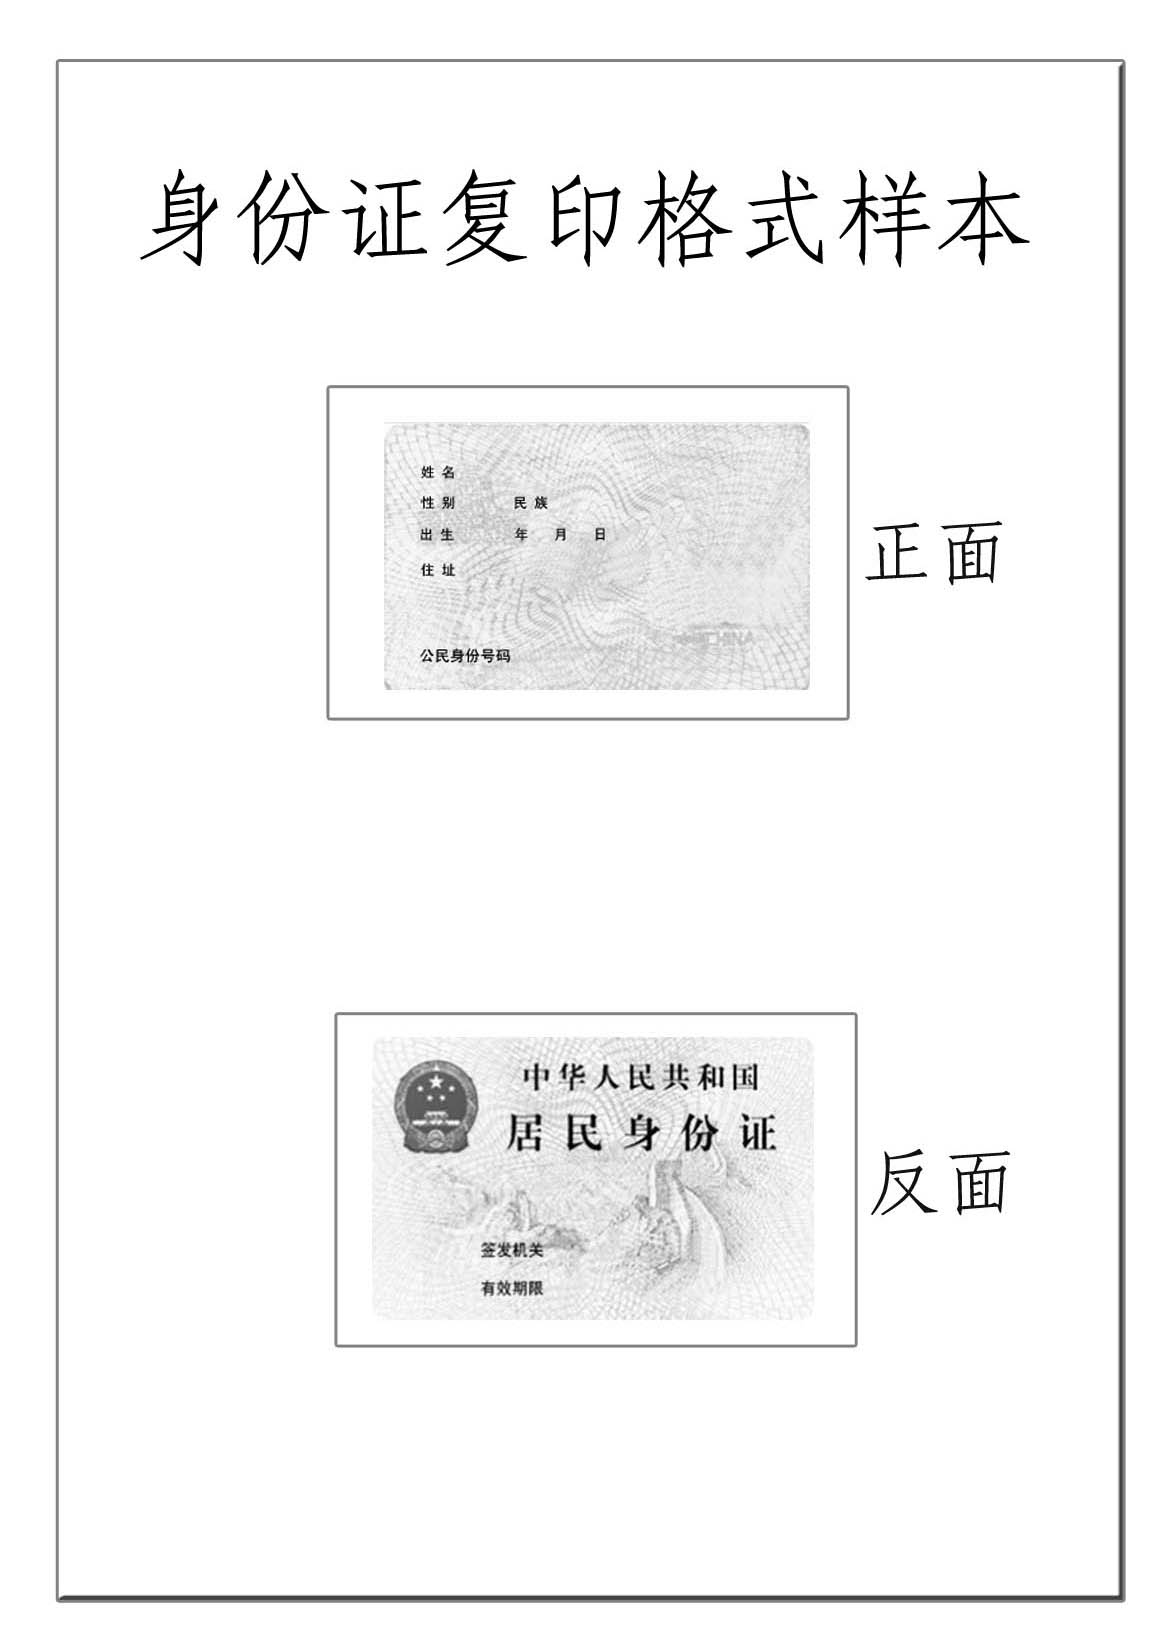 身份证复印格式样本
姓名
性别 民族
出生 年 月 日
住址
CHINA
公民身份号码
正面
中华人民共和国
居民身份证
签发机关
有效期限
反面